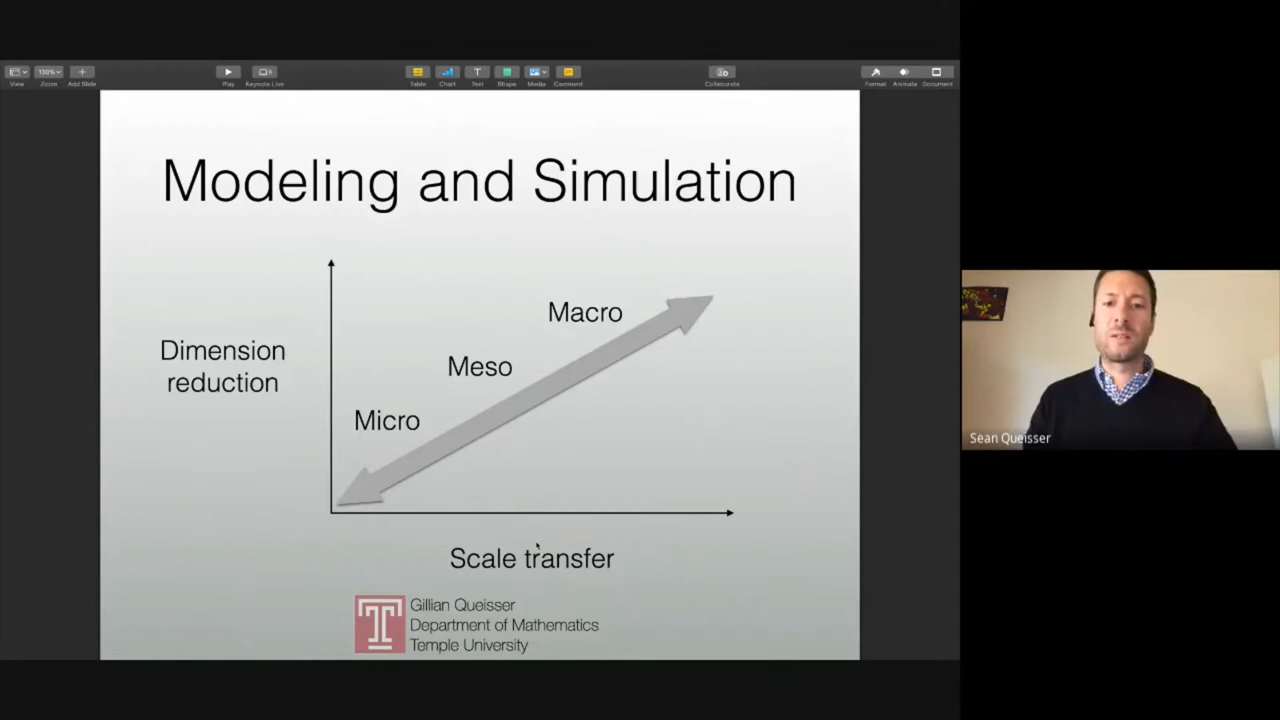 View
130%
Zoom
Add Slide
Play
Keynote Live
Table
Chart
Text
Shape
Media
Comment
Collaborate
Format
Animate
Document
Modeling and Simulation
Macro
Dimension
reduction
Meso
Micro
Scale transfer
T
Gillian Queisser
Department of Mathematics
Temple University
Sean Queisser